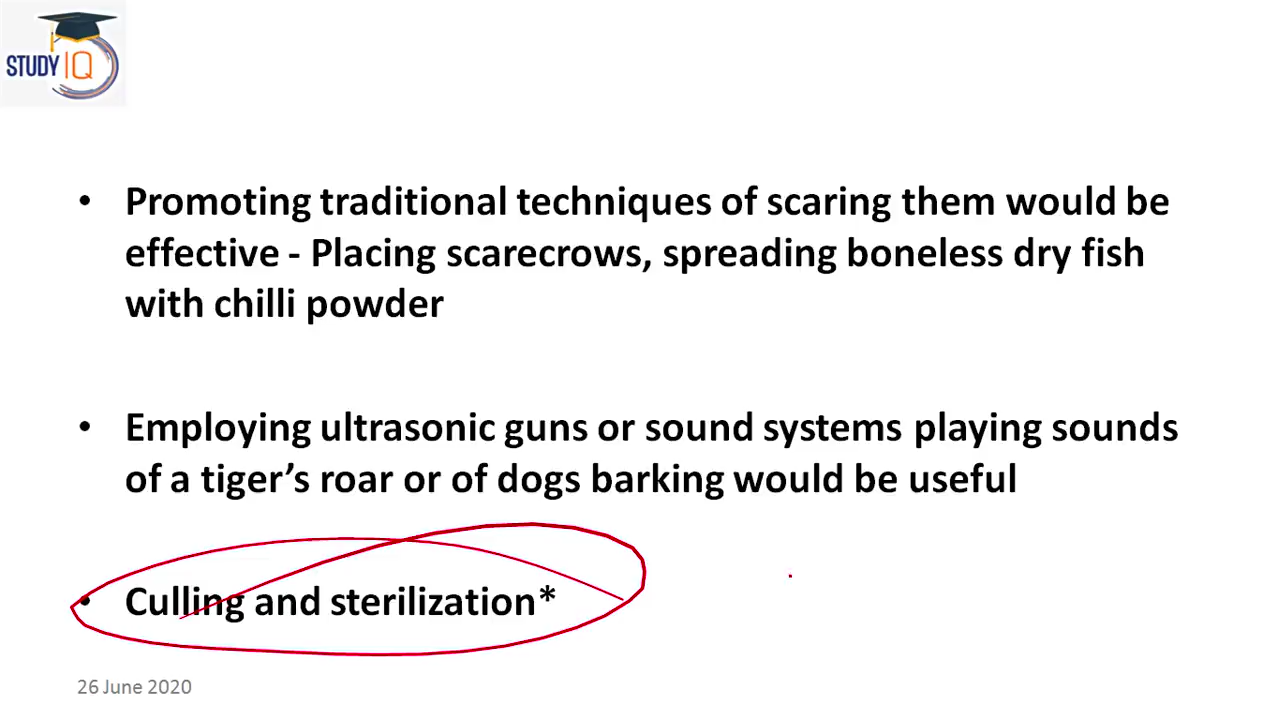 STUDY IQ
• Promoting traditional techniques of scaring them would be
effective - Placing scarecrows, spreading boneless dry fish
with chilli powder
• Employing ultrasonic guns or sound systems playing sounds
of a tiger’s roar or of dogs barking would be useful
• Culling and sterilization*
26 June 2020